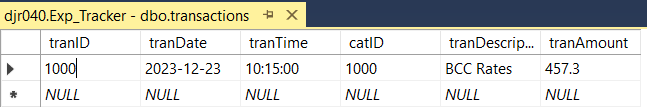 djr040.Exp_Tracker - dbo.transactions
tranID tranDate tranTime catID tranDescrip... tranAmount
1000 2023-12-23 10:15:00 1000 BCC Rates 457.3
NULL NULL NULL NULL NULL NULL